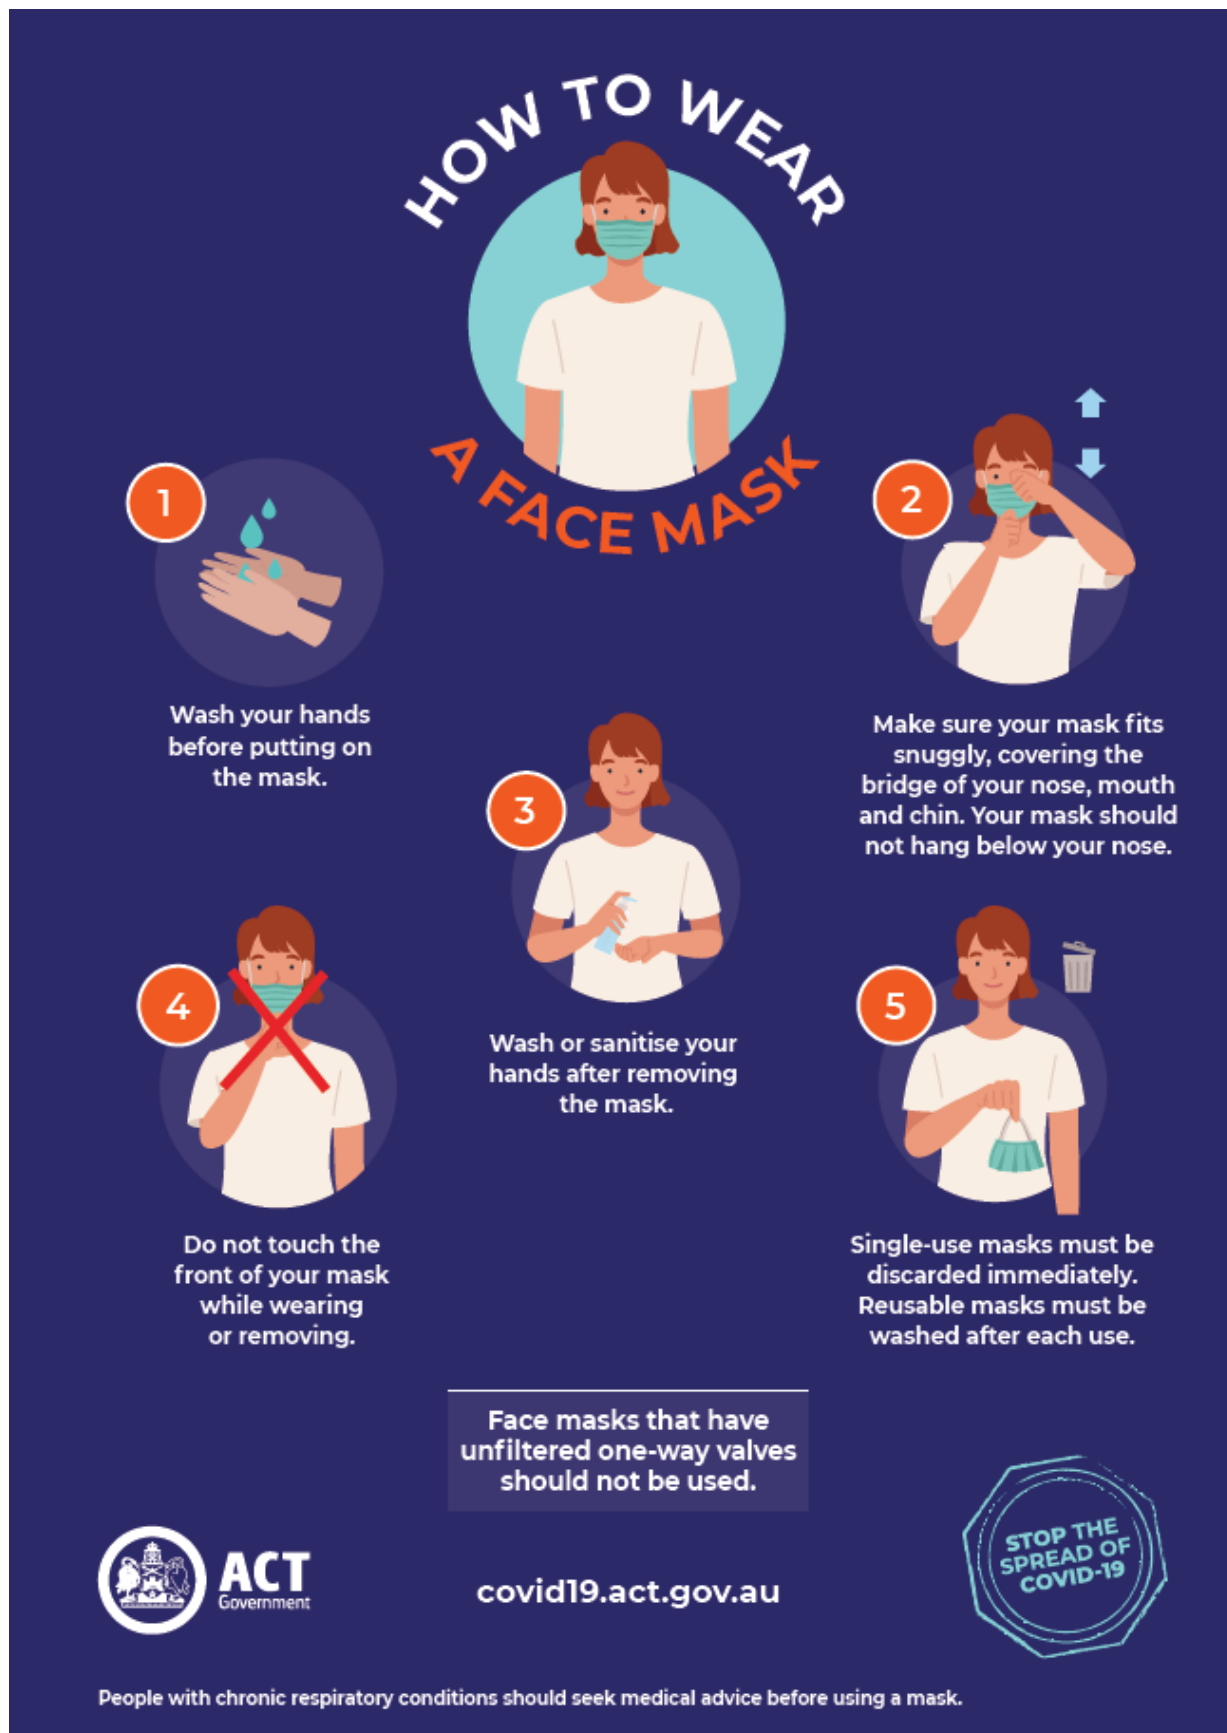 HOW TO WEAR
A FACE MASK
1
Wash your hands
before putting on
the mask.
2
Make sure your mask fits
snuggly, covering the
bridge of your nose, mouth
and chin. Your mask should
not hang below your nose.
3
Wash or sanitise your
hands after removing
the mask.
4
Do not touch the
front of your mask
while wearing
or removing.
5
Single-use masks must be
discarded immediately.
Reusable masks must be
washed after each use.
Face masks that have
unfiltered one-way valves
should not be used.
ACT
Government
covid19.act.gov.au
STOP THE
SPREAD OF
COVID-19
People with chronic respiratory conditions should seek medical advice before using a mask.